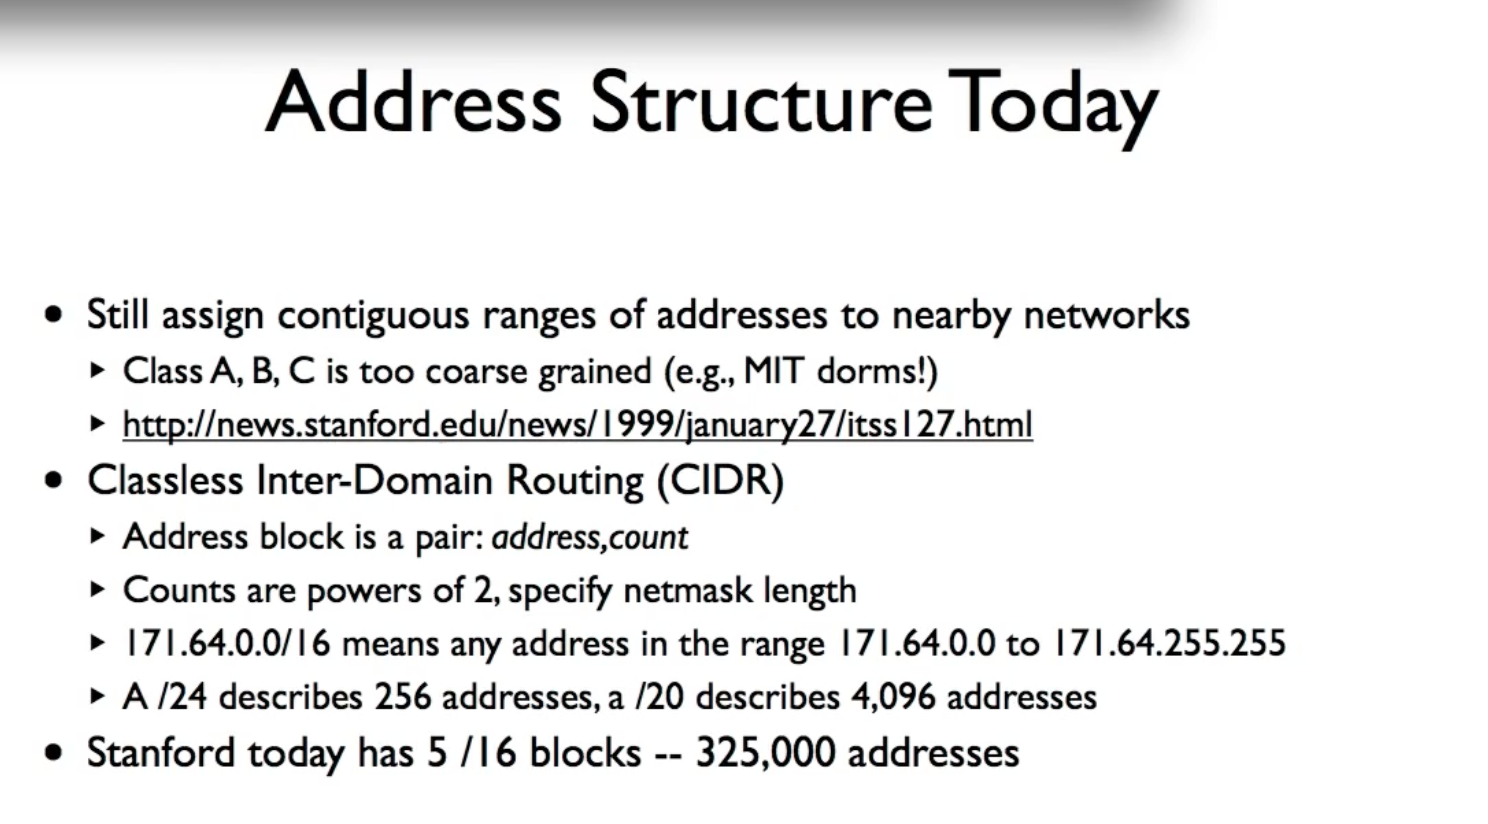 Address Structure Today
• Still assign contiguous ranges of addresses to nearby networks
‣ Class A, B, C is too coarse grained (e.g., MIT dorms!)
‣ http://news.stanford.edu/news/1999/january27/itss127.html
• Classless Inter-Domain Routing (CIDR)
‣ Address block is a pair: address,count
‣ Counts are powers of 2, specify netmask length
‣ 171.64.0.0/16 means any address in the range 171.64.0.0 to 171.64.255.255
‣ A /24 describes 256 addresses, a /20 describes 4,096 addresses
• Stanford today has 5 /16 blocks -- 325,000 addresses